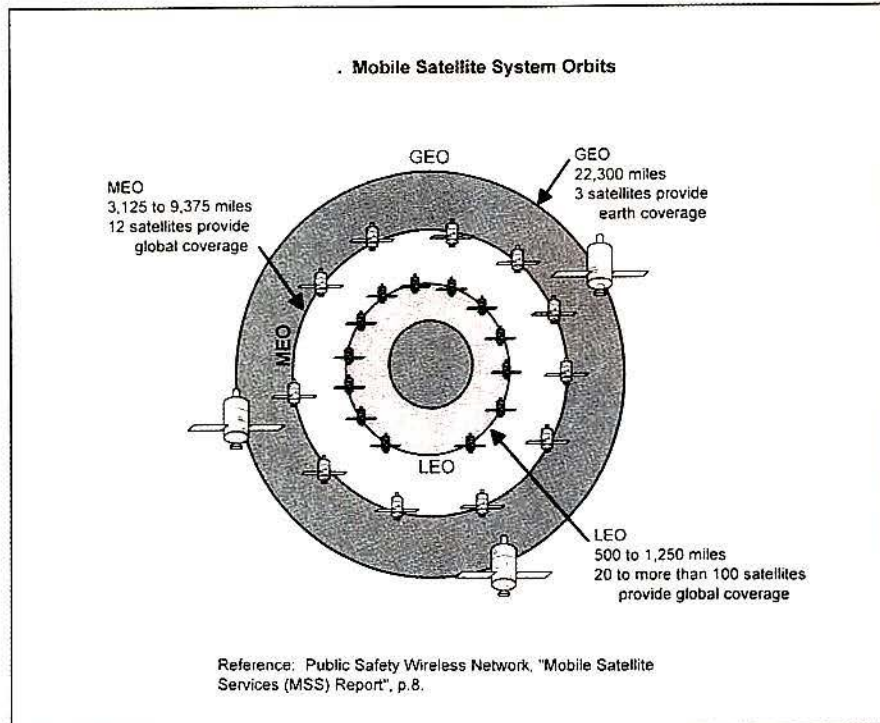 . Mobile Satellite System Orbits
GEO
GEO
22,300 miles
3 satellites provide
earth coverage
MEO
3,125 to 9,375 miles
12 satellites provide
global coverage
MEO
LEO
LEO
500 to 1,250 miles
20 to more than 100 satellites
provide global coverage
Reference: Public Safety Wireless Network, "Mobile Satellite
Services (MSS) Report", p.8.